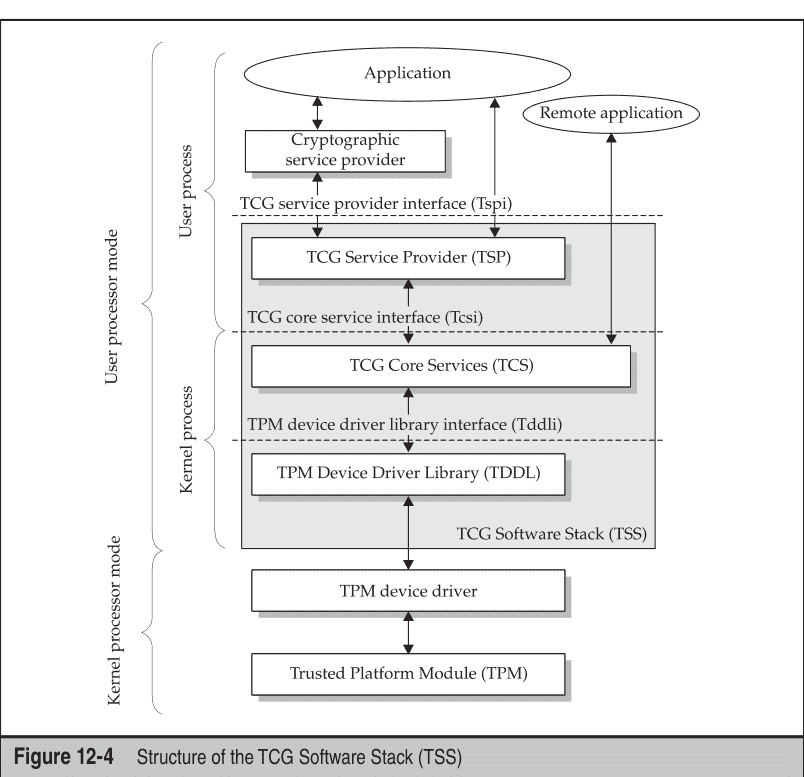 Application
Remote application
Cryptographic
service provider
TCG service provider interface (Tspi)
TCG Service Provider (TSP)
TCG core service interface (Tcsi)
TCG Core Services (TCS)
TPM device driver library interface (Tddli)
TPM Device Driver Library (TDDL)
TCG Software Stack (TSS)
TPM device driver
Trusted Platform Module (TPM)
User process
Kernel process
User processor mode
Kernel processor mode
Figure 12-4 Structure of the TCG Software Stack (TSS)